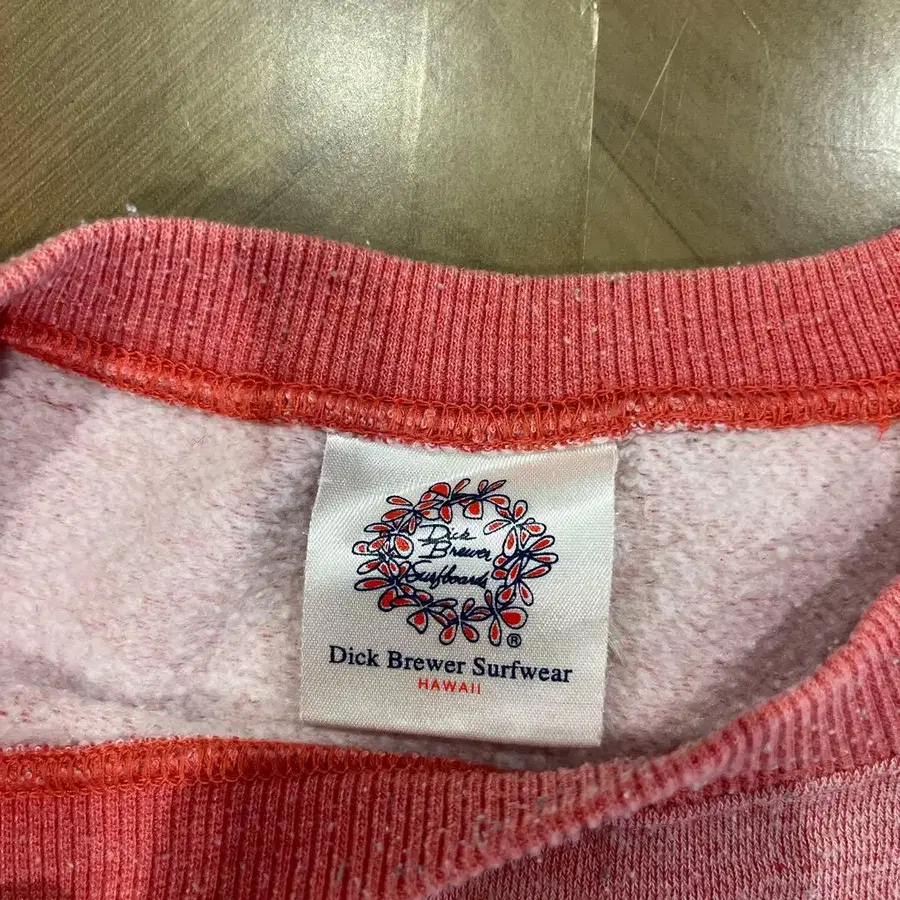 Dick
Brewer
Surfboards
®
Dick Brewer Surfwear
HAWAII